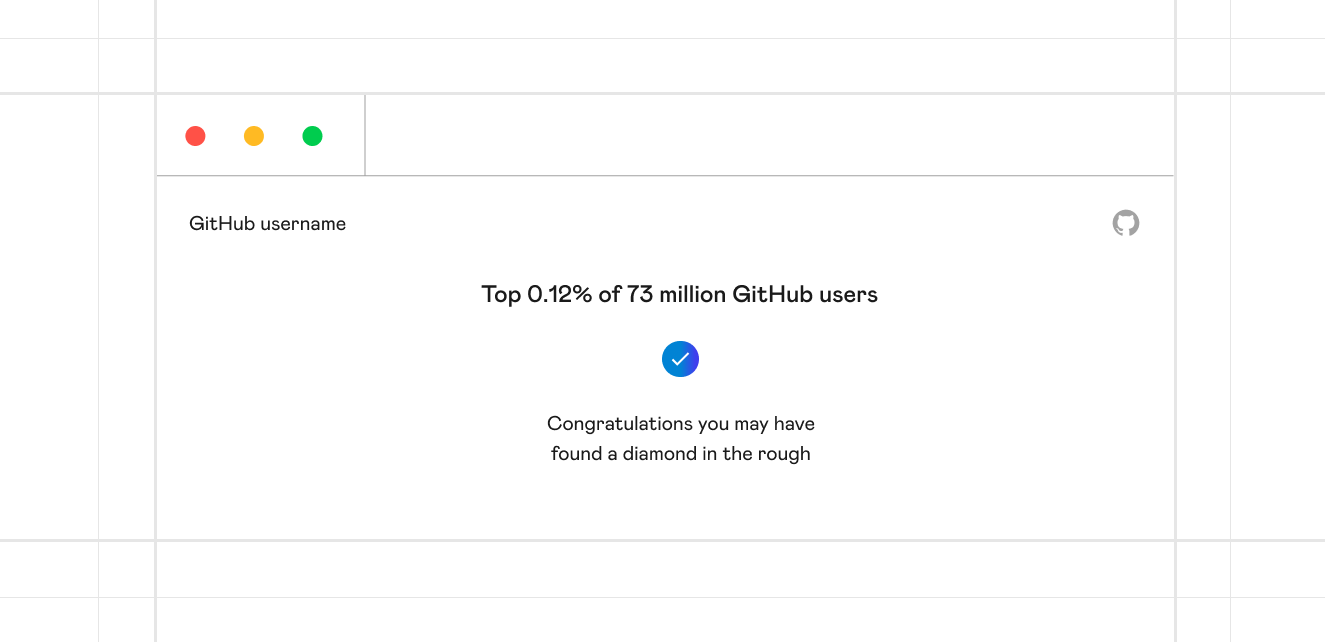 GitHub username
Top 0.12% of 73 million GitHub users
Congratulations you may have
found a diamond in the rough